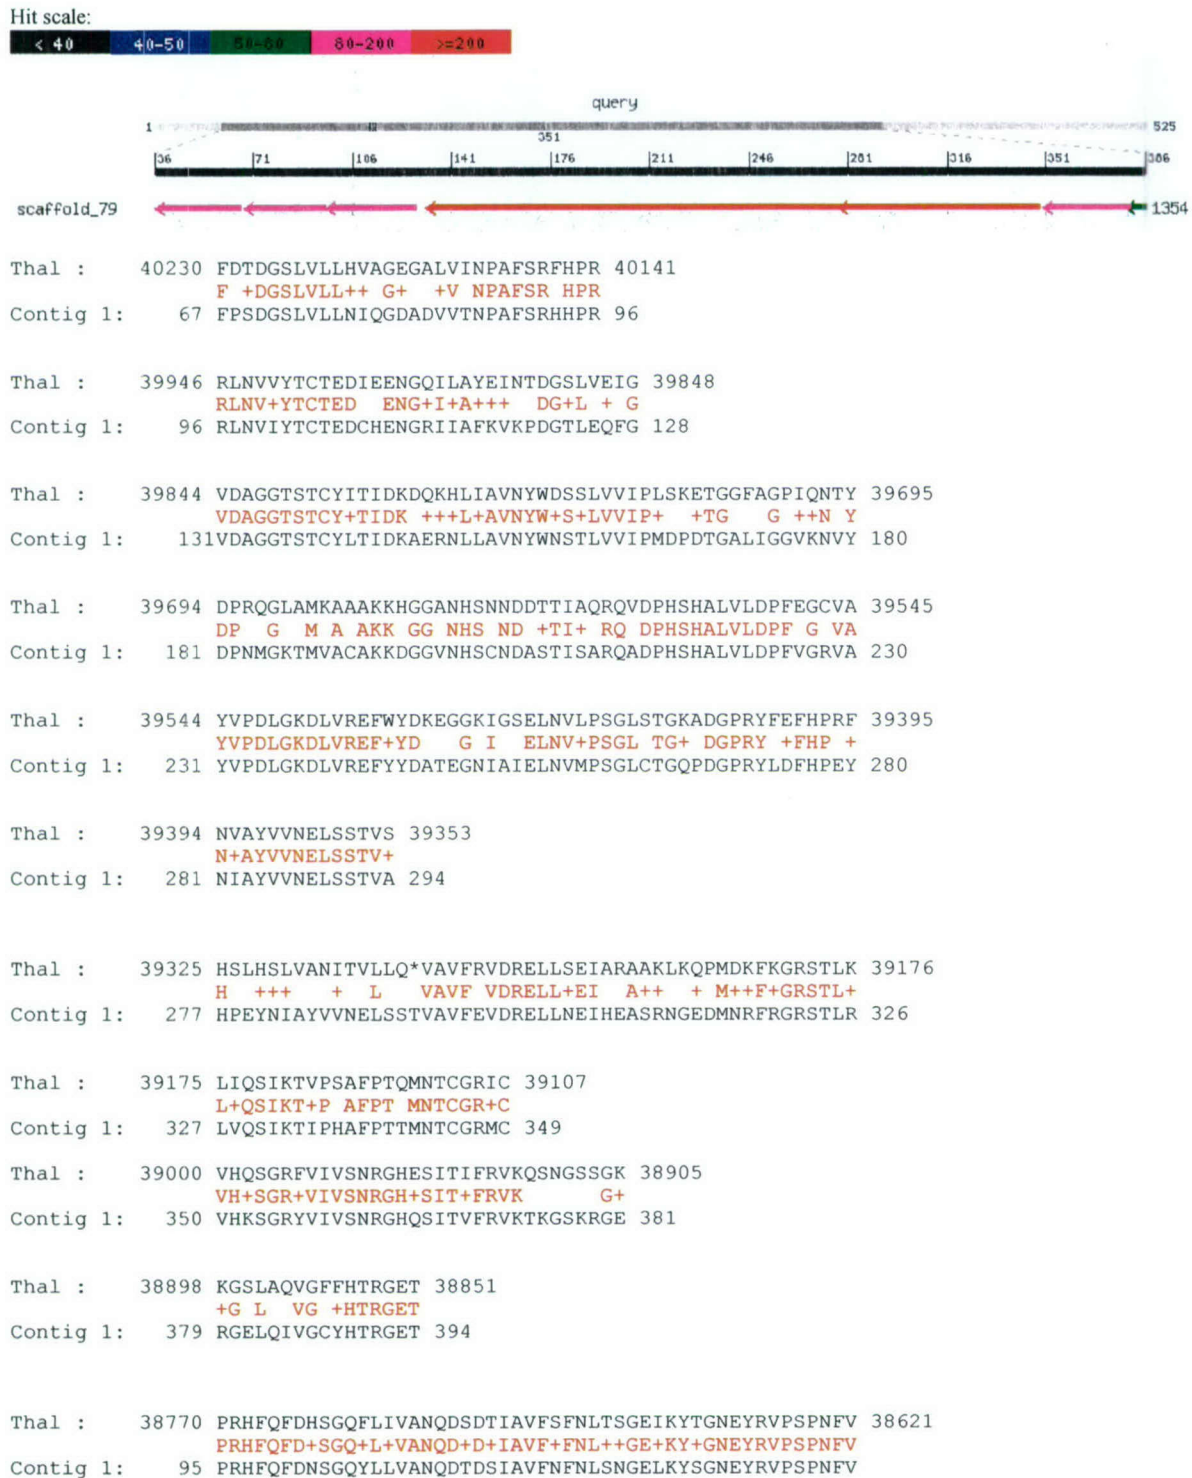 Hit scale:
< 40 40-50 50-80 80-200 >=200
query
1 525
351
36 71 106 141 176 211 246 281 316 351 386
scaffold_79 1354
Thal : 40230 FDTDGSLVLLHVAGEGALVINPAFSRFHPR 40141
F +DGSLVLL++ G+ +V NPAFSR HPR
Contig 1: 67 FPSDGSLVLLNIQGDADVVTNPAFSRHHPR 96
Thal : 39946 RLNVVYTCTEDIEENGQILAYEINTDGSLVEIG 39848
RLNV+YTCTED ENG+I+A+++ DG+L + G
Contig 1: 96 RLNVIYTCTEDCHENGRIIAFKVKPDGTLEQFG 128
Thal : 39844 VDAGGTSTCYITIDKDQKHLIAVNYWDSSLVVIPLSKETGGFAGPIQNTY 39695
VDAGGTSTCY+TIDK +++L+AVNYW+S+LVVIP+ +TG G ++N Y
Contig 1: 131VDAGGTSTCYLTIDKAERNLLAVNYWNSTLVVIPMDPDTGALIGGVKNVY 180
Thal : 39694 DPRQGLAMKAAAKKHGGANHSNNDDTTIAQRQVDPHSHALVLDPFEGCVA 39545
DP G M A AKK GG NHS ND +TI+ RQ DPHSHALVLDPF G VA
Contig 1: 181 DPNMGKTMVACAKKDGGVNHSCNDASTISARQADPHSHALVLDPFVGRVA 230
Thal : 39544 YVPDLGKDLVREFWYDKEGGKIGSELNVLPSGLSTGKADGPRYFEFHPRF 39395
YVPDLGKDLVREF+YD G I ELNV+PSGL TG+ DGPRY +FHP +
Contig 1: 231 YVPDLGKDLVREFYYDATEGNIAIELNVMPSGLCTGQPDGPRYLDFHPEY 280
Thal : 39394 NVAYVVNELSSTVS 39353
N+AYVVNELSSTV+
Contig 1: 281 NIAYVVNELSSTVA 294
Thal : 39325 HSLHSLVANITVLLQ*VAVFRVDRELLSEIARAAKLKQPMDKFKGRSTLK 39176
H +++ + L VAVF VDRELL+EI A++ + M++F+GRSTL+
Contig 1: 277 HPEYNIAYVVNELSSTVAVFEVDRELLNEIHEASRNGEDMNRFRGRSTLR 326
Thal : 39175 LIQSIKTVPSAFPTQMNTCGRIC 39107
L+QSIKT+P AFPT MNTCGR+C
Contig 1: 327 LVQSIKTIPHAFPTTMNTCGRMC 349
Thal : 39000 VHQSGRFVIVSNRGHESITIFRVKQSNGSSGK 38905
VH+SGR+VIVSNRGH+SIT+FRVK G+
Contig 1: 350 VHKSGRYVIVSNRGHQSITVFRVKTKGSKRGE 381
Thal : 38898 KGSLAQVGFFHTRGET 38851
+G L VG +HTRGET
Contig 1: 379 RGELQIVGCYHTRGET 394
Thal : 38770 PRHFQFDHSGQFLIVANQDSDTIAVFSFNLTSGEIKYTGNEYRVPSPNFV 38621
PRHFQFD+SGQ+L+VANQD+D+IAVF+FNL++GE+KY+GNEYRVPSPNFV
Contig 1: 95 PRHFQFDNSGQYLLVANQDTDSIAVFNFNLSNGELKYSGNEYRVPSPNFV